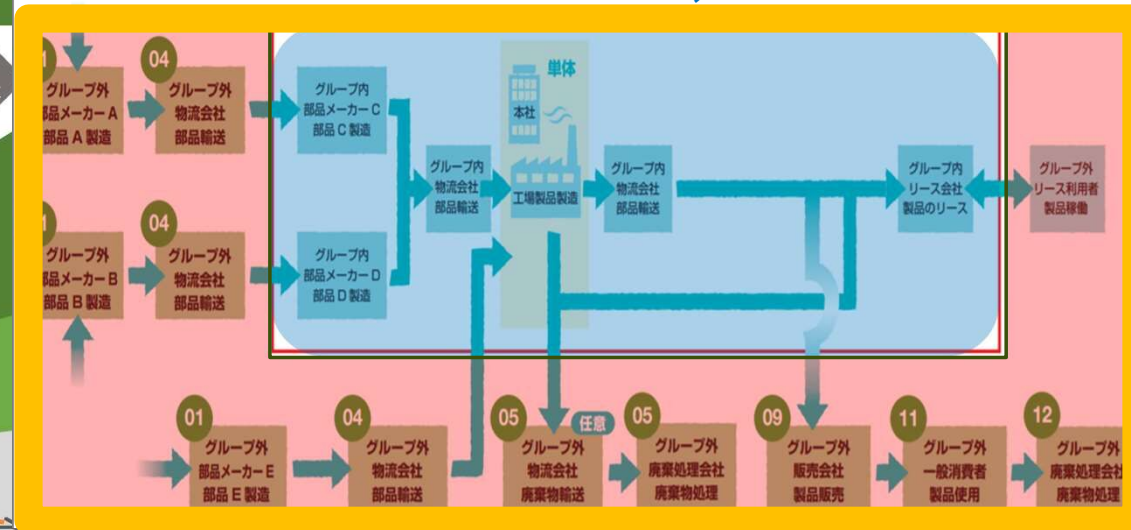 04
グループ外
部品メーカーA
部品A製造
グループ外
物流会社
部品輸送
グループ内
部品メーカーC
部品C製造
単体
本社
工場製品製造
グループ内
物流会社
部品輸送
グループ内
物流会社
部品輸送
グループ内
リース会社
製品のリース
グループ外
リース利用者
製品稼働
04
グループ外
部品メーカーB
部品B製造
グループ外
物流会社
部品輸送
グループ内
部品メーカーD
部品D製造
01
グループ外
部品メーカーE
部品E製造
04
グループ外
物流会社
部品輸送
05
グループ外
物流会社
廃棄物輸送
任意
05
グループ外
廃棄処理会社
廃棄物処理
09
グループ外
販売会社
製品販売
11
グループ外
一般消費者
製品使用
12
グループ外
廃棄処理会社
廃棄物処理